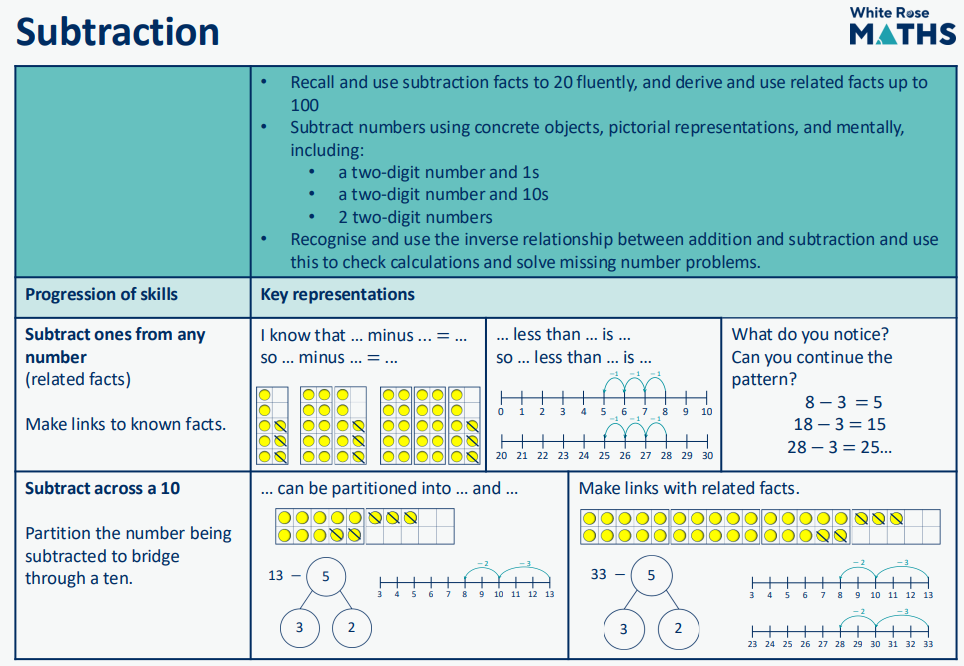 Subtraction
White Rose
MATHS
• Recall and use subtraction facts to 20 fluently, and derive and use related facts up to
100
• Subtract numbers using concrete objects, pictorial representations, and mentally,
including:
• a two-digit number and 1s
• a two-digit number and 10s
• 2 two-digit numbers
• Recognise and use the inverse relationship between addition and subtraction and use
this to check calculations and solve missing number problems.
Progression of skills
Key representations
Subtract ones from any
number
(related facts)
Make links to known facts.
I know that ... minus ... = ...
so ... minus ... = ...
... less than ... is ...
so ... less than ... is ...
−1 −1 −1
0 1 2 3 4 5 6 7 8 9 10
−1 −1 −1
20 21 22 23 24 25 26 27 28 29 30
What do you notice?
Can you continue the
pattern?
8 − 3 = 5
18 − 3 = 15
28 − 3 = 25...
Subtract across a 10
Partition the number being
subtracted to bridge
through a ten.
... can be partitioned into ... and ...
13 − 5
3 2
−2 −3
3 4 5 6 7 8 9 10 11 12 13
Make links with related facts.
33 − 5
3 2
−2 −3
3 4 5 6 7 8 9 10 11 12 13
−2 −3
23 24 25 26 27 28 29 30 31 32 33